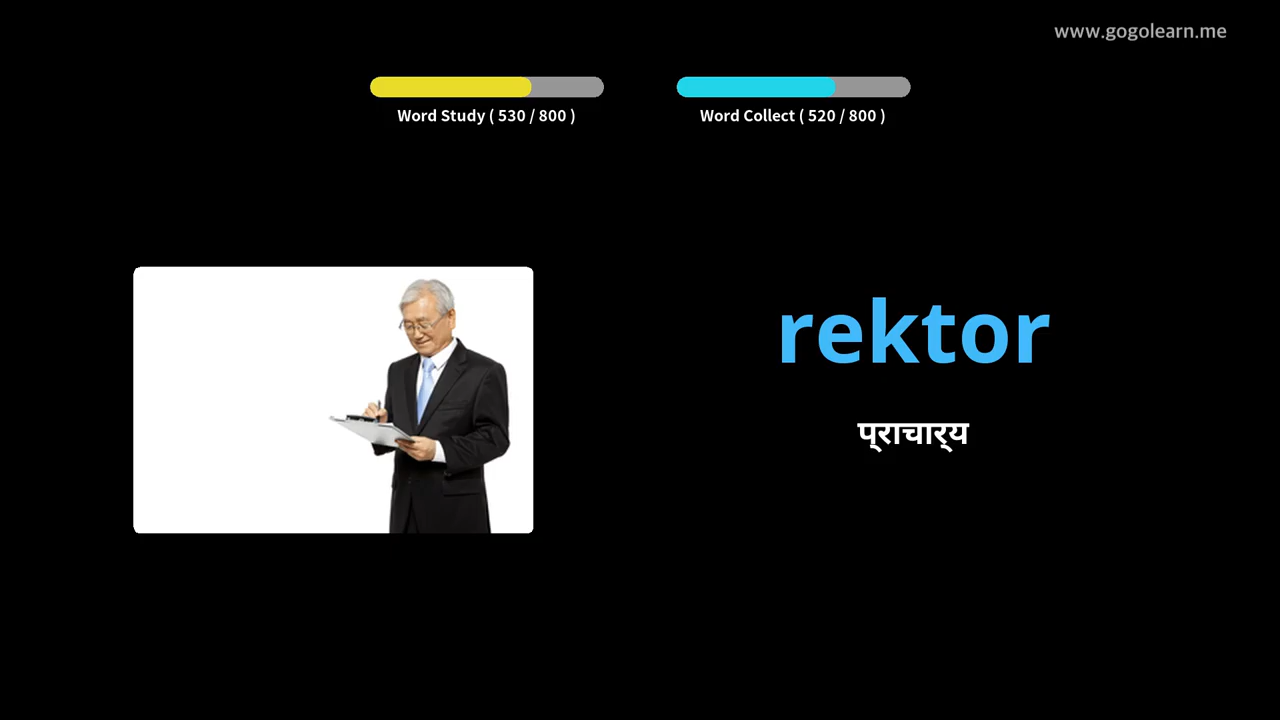 www.gogolearn.me
Word Study ( 530 / 800 )
Word Collect ( 520 / 800 )
rektor
प्राचार्य